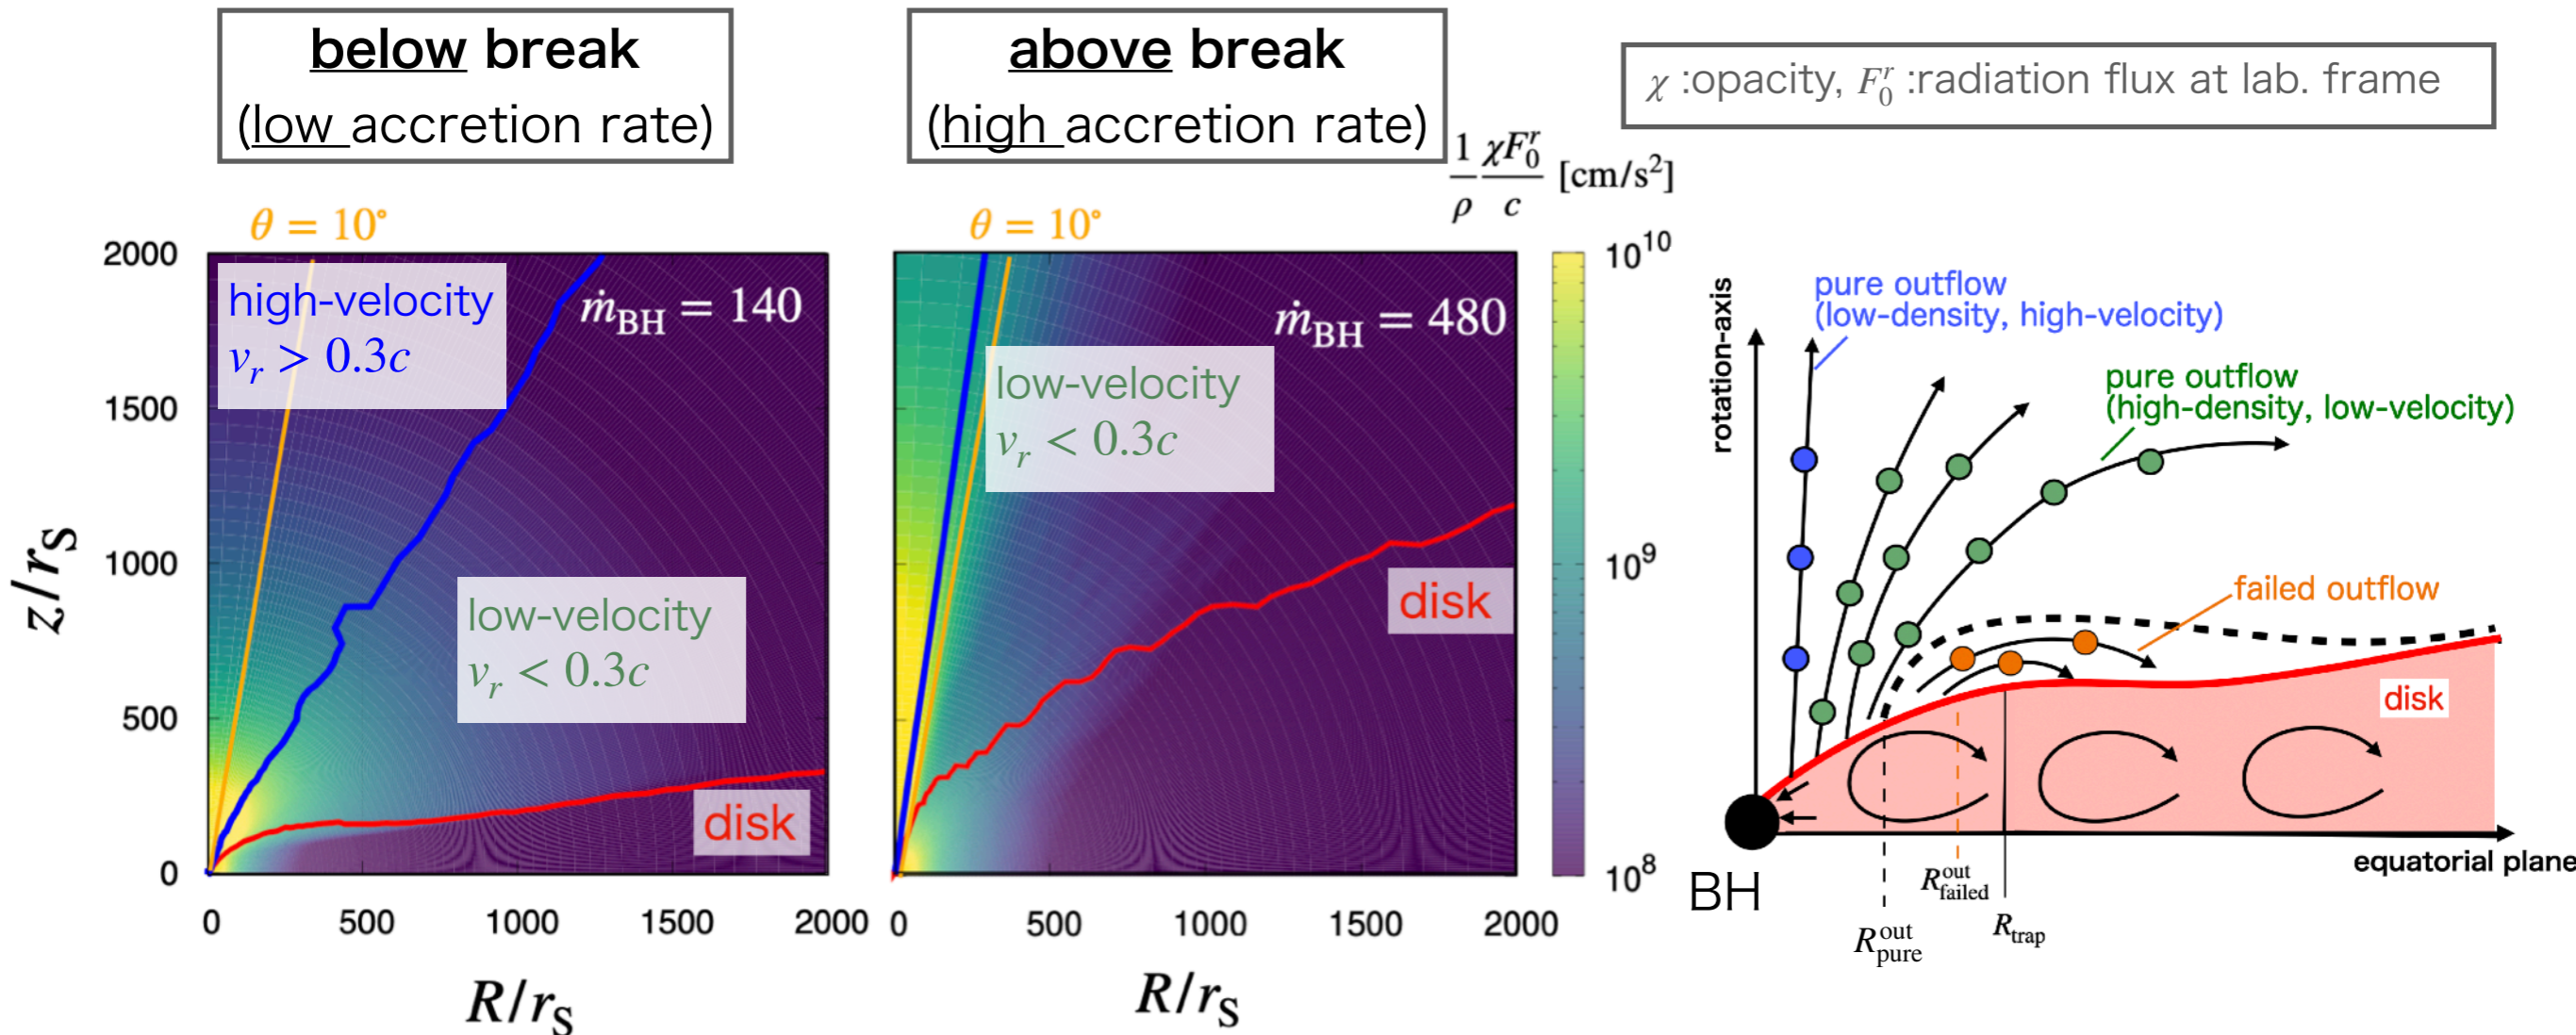 below break
(low accretion rate)
above break
(high accretion rate)
χ :opacity, F₀ʳ :radiation flux at lab. frame
1/ρ χF₀ʳ/c [cm/s²]
θ = 10°
θ = 10°
2000
1500
1000
500
0
z/rS
high-velocity
vᵣ > 0.3c
ṁBH = 140
low-velocity
vᵣ < 0.3c
disk
0
500
1000
1500
2000
R/rS
low-velocity
vᵣ < 0.3c
ṁBH = 480
disk
0
500
1000
1500
2000
R/rS
10¹⁰
10⁹
10⁸
rotation-axis
pure outflow
(low-density, high-velocity)
pure outflow
(high-density, low-velocity)
failed outflow
disk
equatorial plane
BH
R out pure
R out failed
R trap